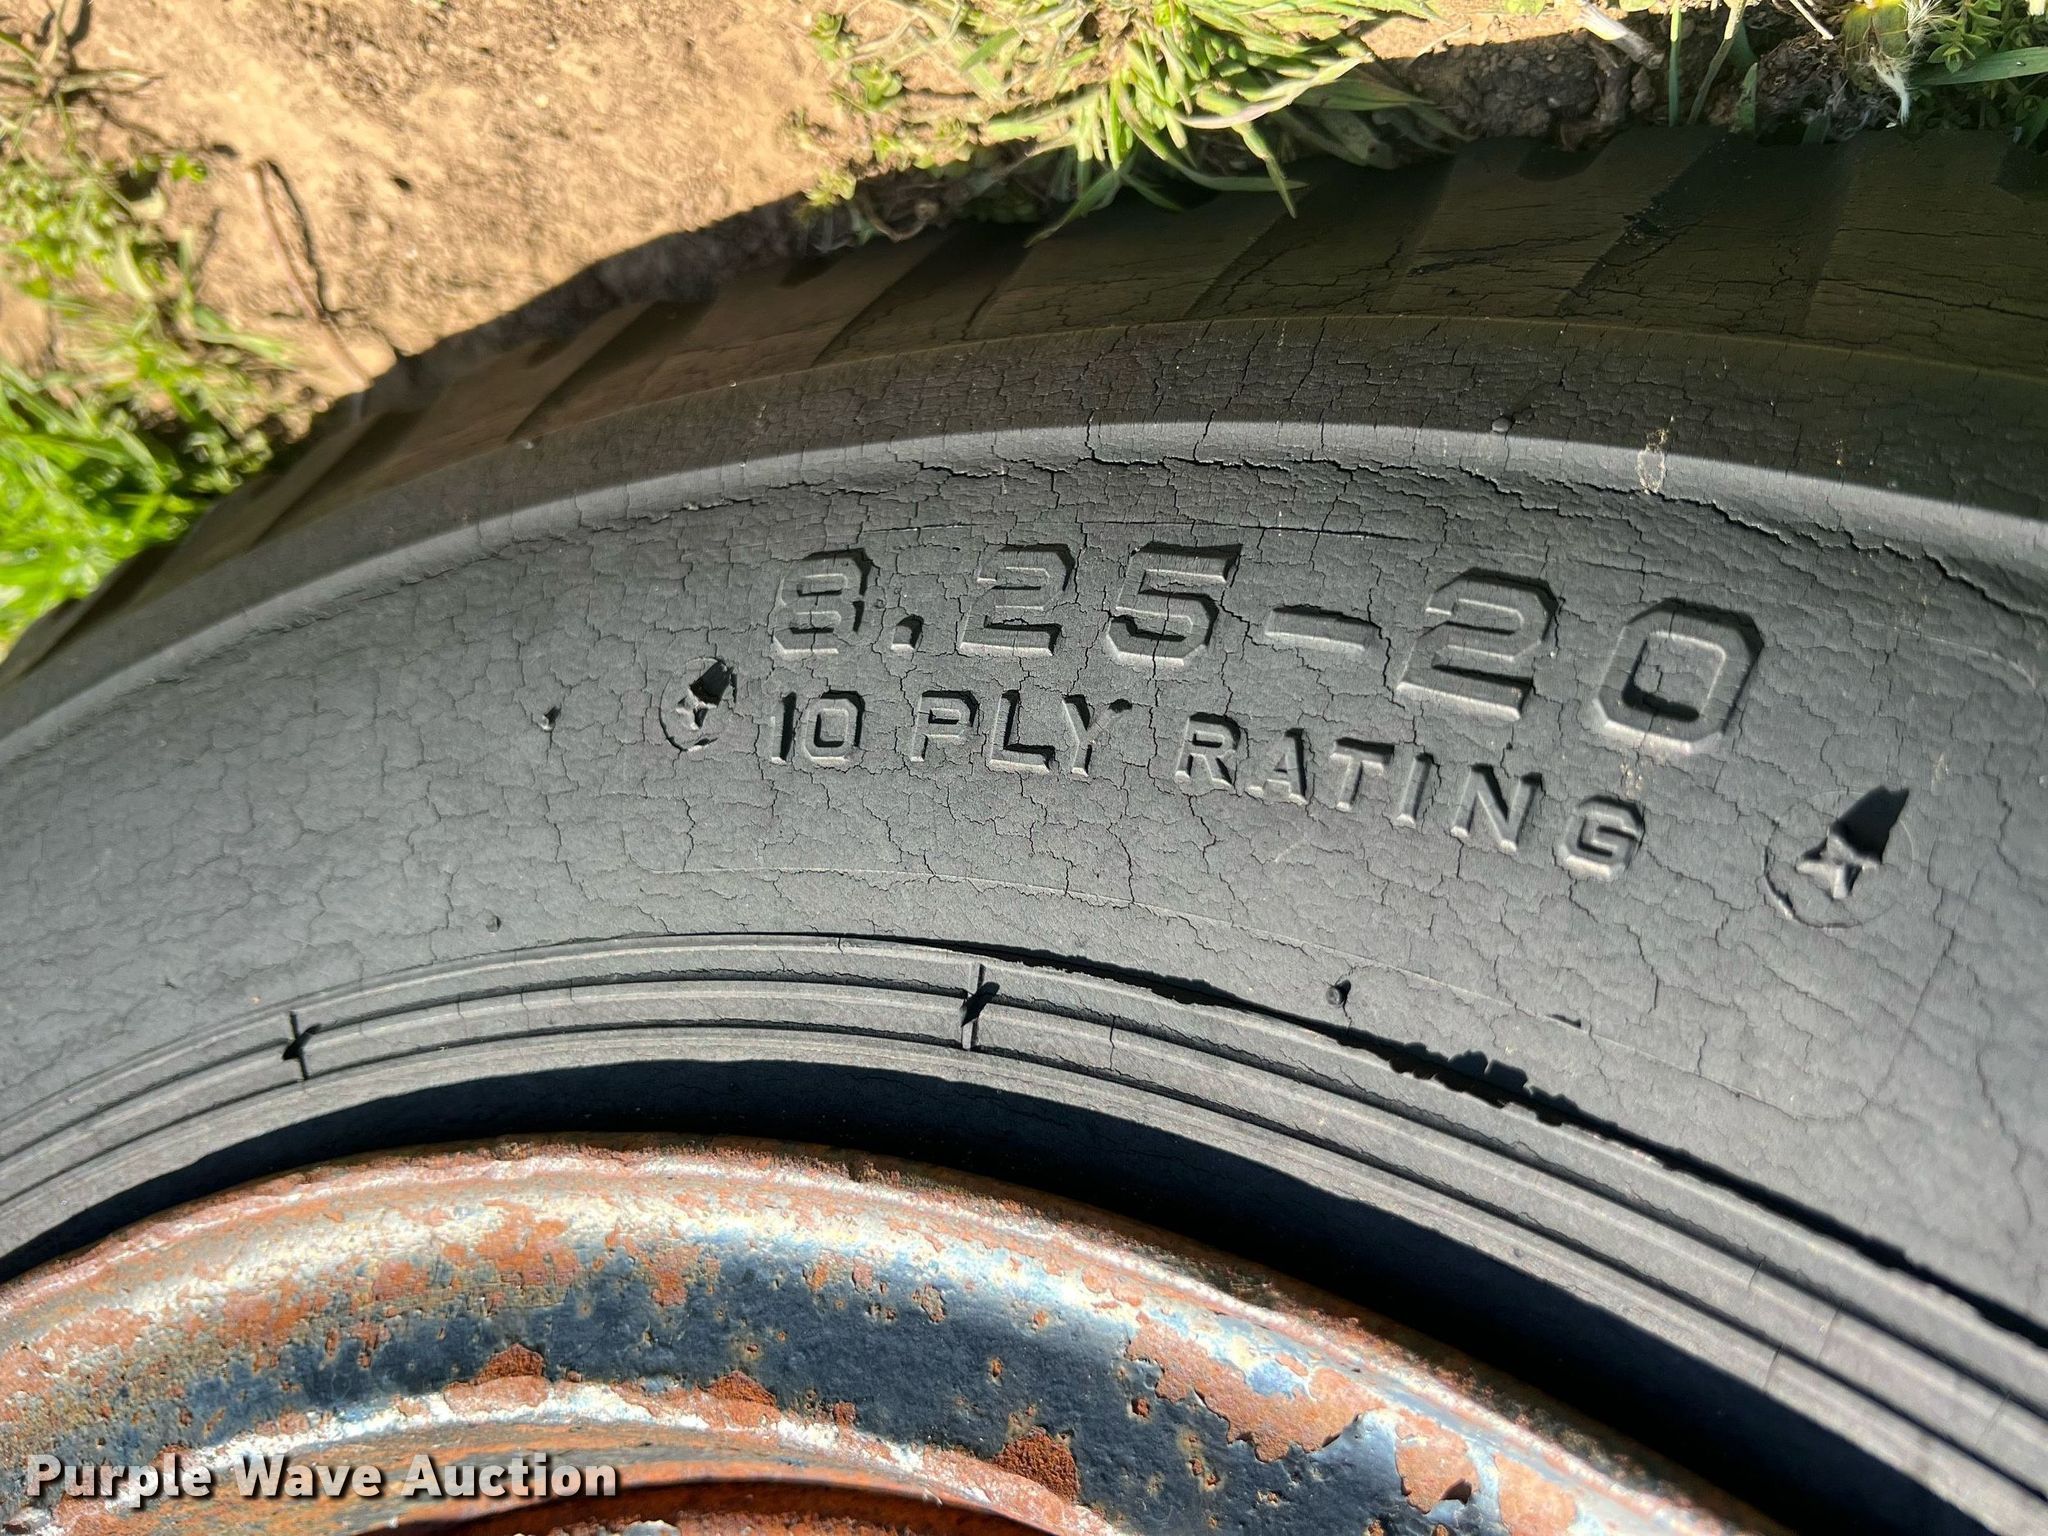 8.25-20
10 PLY RATING
Purple Wave Auction